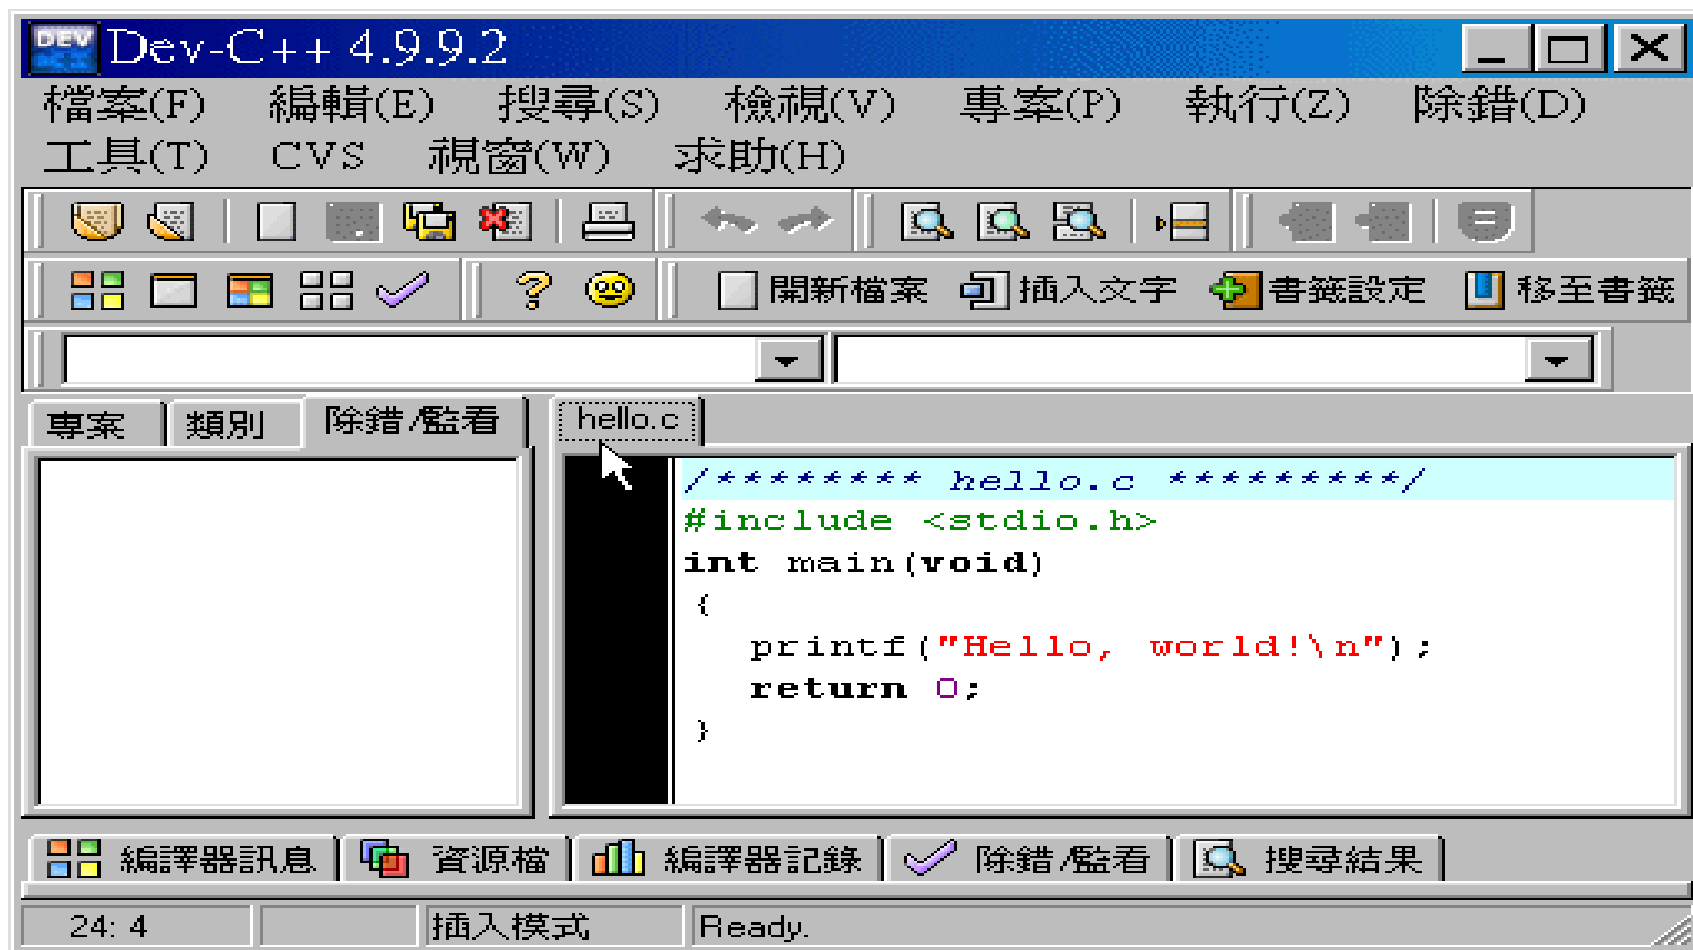 DEV Dev-C++ 4.9.9.2
檔案(F) 編輯(E) 搜尋(S) 檢視(V) 專案(P) 執行(Z) 除錯(D)
工具(T) CVS 視窗(W) 求助(H)
開新檔案 插入文字 書籤設定 移至書籤
專案 類別 除錯/監看 hello.c
/******** hello.c *********/
#include <stdio.h>
int main(void)
{
printf("Hello, world!\n");
return 0;
}
編譯器訊息 資源檔 編譯器記錄 除錯/監看 搜尋結果
24: 4 插入模式 Ready.